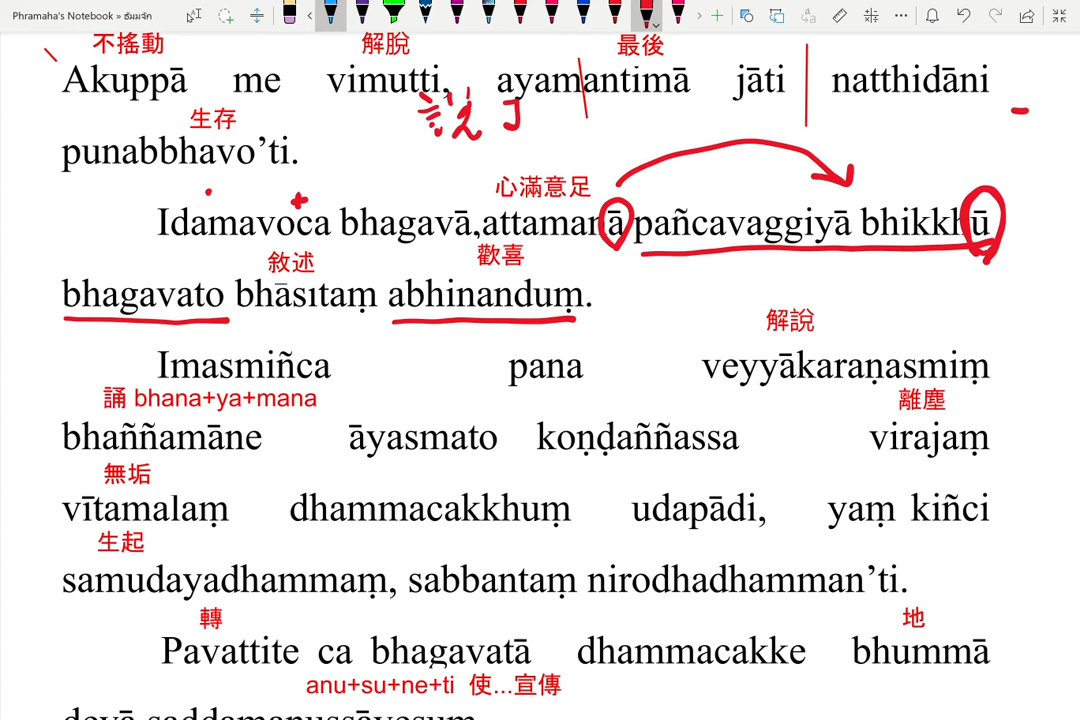 Phramaha's Notebook » ธัมมจัก
不搖動 解脫 最後
Akuppā me vimutti, ayamantimā jāti natthidāni
説 了
生存
punabbhavo’ti.
心滿意足
Idamavoca bhagavā,attamanā pañcavaggiyā bhikkhū
敘述 歡喜
bhagavato bhāsitaṃ abhinanduṃ.
解說
Imasmiñca pana veyyākaraṇasmiṃ
誦 bhana+ya+mana 離塵
bhaññamāne āyasmato koṇḍaññassa virajaṃ
無垢
vītamalaṃ dhammacakkhuṃ udapādi, yaṃ kiñci
生起
samudayadhammaṃ, sabbantaṃ nirodhadhamman’ti.
轉 地
Pavattite ca bhagavatā dhammacakke bhummā
anu+su+ne+ti 使...宣傳
devā saddamanussāvesuṃ